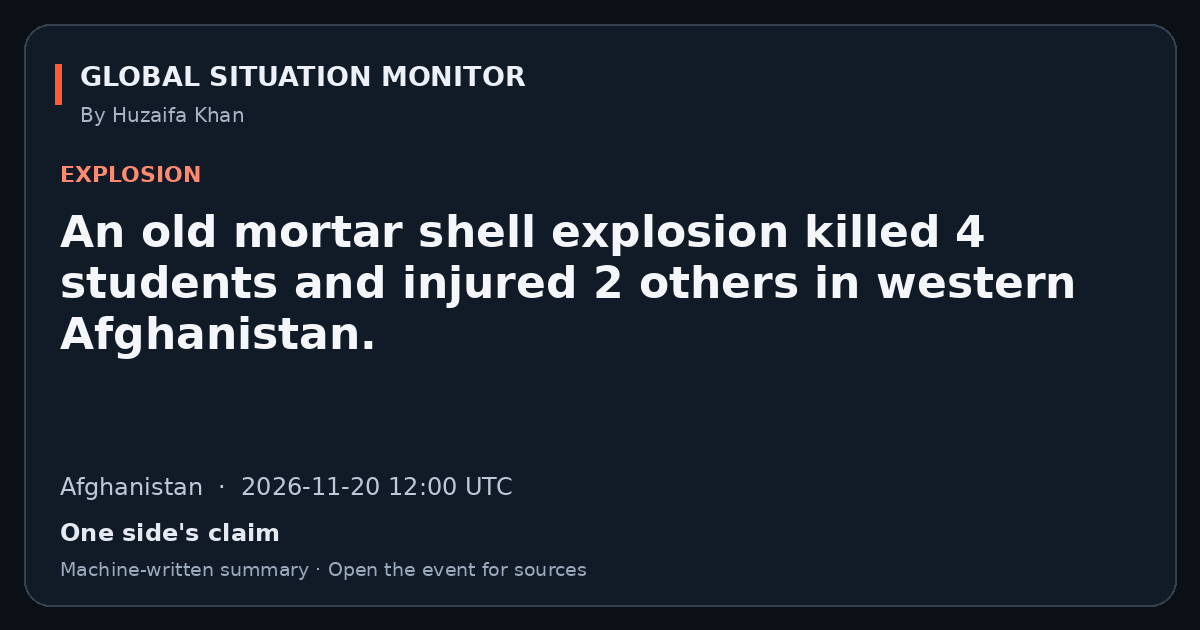 GLOBAL SITUATION MONITOR
By Huzaifa Khan
EXPLOSION
An old mortar shell explosion killed 4
students and injured 2 others in western
Afghanistan.
Afghanistan · 2026-11-20 12:00 UTC
One side's claim
Machine-written summary · Open the event for sources